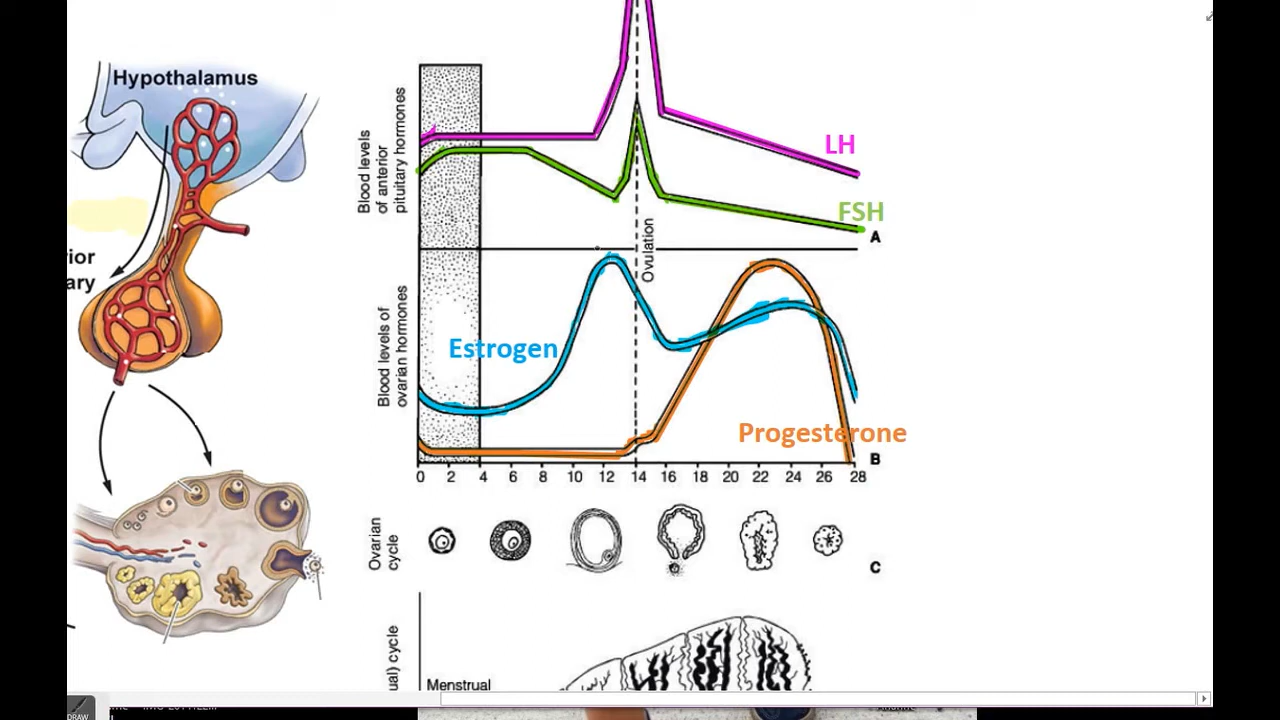 Hypothalamus
rior
ary
Blood levels
of anterior
pituitary hormones
LH
FSH
A
Ovulation
Blood levels of
ovarian hormones
Estrogen
Progesterone
B
0 2 4 6 8 10 12 14 16 18 20 22 24 26 28
Ovarian
cycle
C
ual) cycle
Menstrual
DRAW